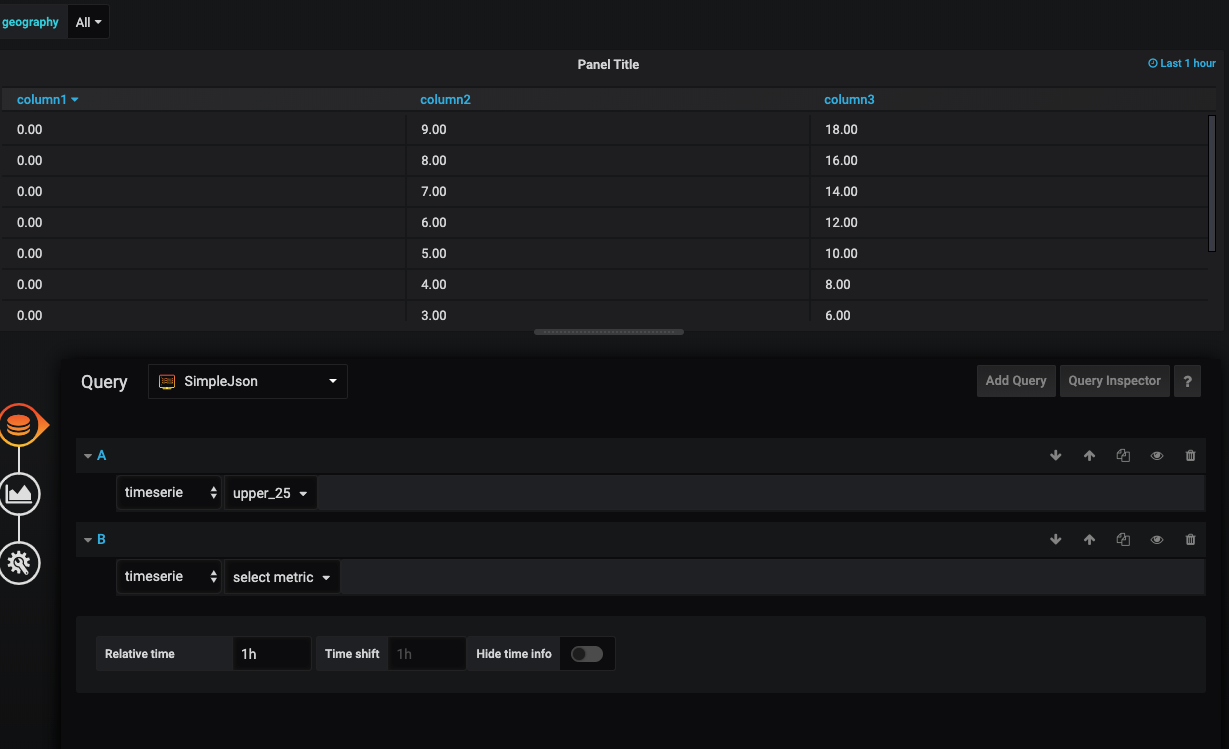 geography All
Panel Title
Last 1 hour
column1 column2 column3
0.00 9.00 18.00
0.00 8.00 16.00
0.00 7.00 14.00
0.00 6.00 12.00
0.00 5.00 10.00
0.00 4.00 8.00
0.00 3.00 6.00
Query SimpleJson Add Query Query Inspector ?
A
timeserie upper_25
B
timeserie select metric
Relative time 1h Time shift 1h Hide time info